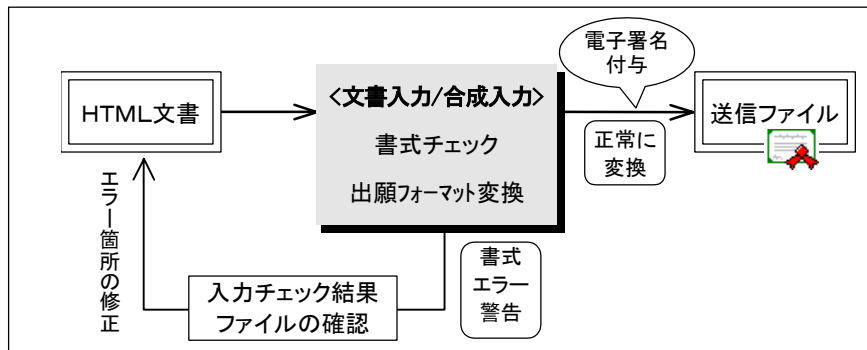 電子署名
付与
HTML文書
<文書入力/合成入力>
書式チェック
出願フォーマット変換
正常に
変換
送信ファイル
エラー箇所の修正
入力チェック結果
ファイルの確認
書式
エラー
警告